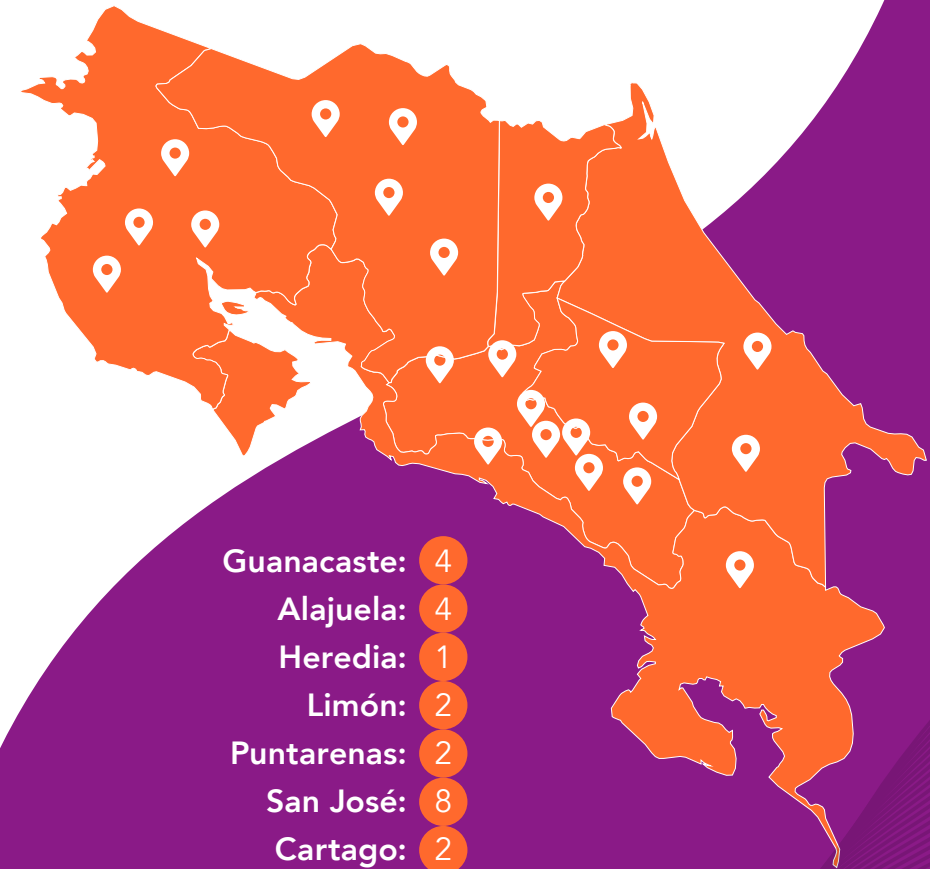 Guanacaste: 4
Alajuela: 4
Heredia: 1
Limón: 2
Puntarenas: 2
San José: 8
Cartago: 2